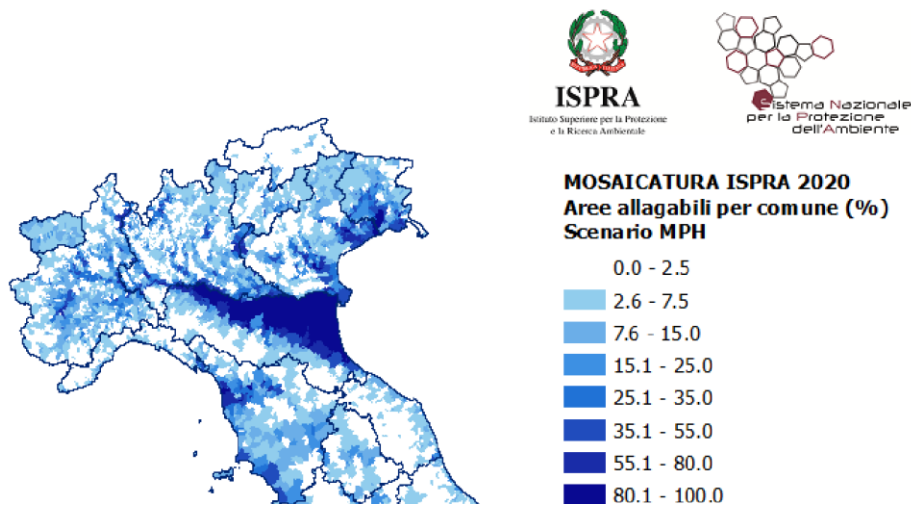 ISPRA
Istituto Superiore per la Protezione
e la Ricerca Ambientale
Sistema Nazionale
per la Protezione
dell'Ambiente
MOSAICATURA ISPRA 2020
Aree allagabili per comune (%)
Scenario MPH
0.0 - 2.5
2.6 - 7.5
7.6 - 15.0
15.1 - 25.0
25.1 - 35.0
35.1 - 55.0
55.1 - 80.0
80.1 - 100.0